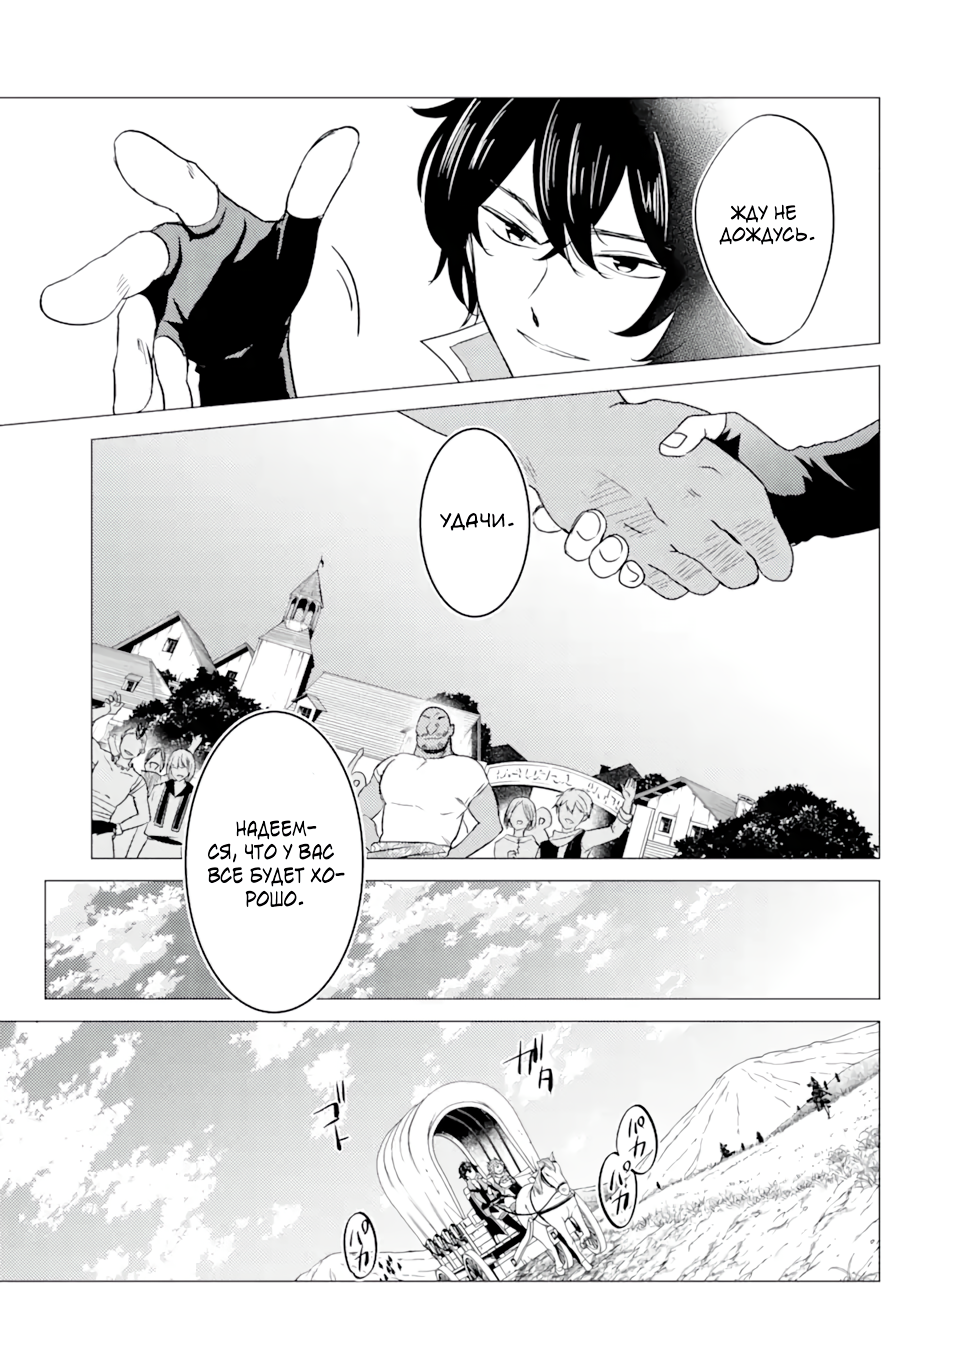 ЖДУ НЕ
ДОЖДУСЬ.
УДАЧИ.
НАДЕЕМ-
СЯ, ЧТО У ВАС
ВСЕ БУДЕТ ХО-
РОШО.
ガタ
ゴト
パカ
パカ
パカ